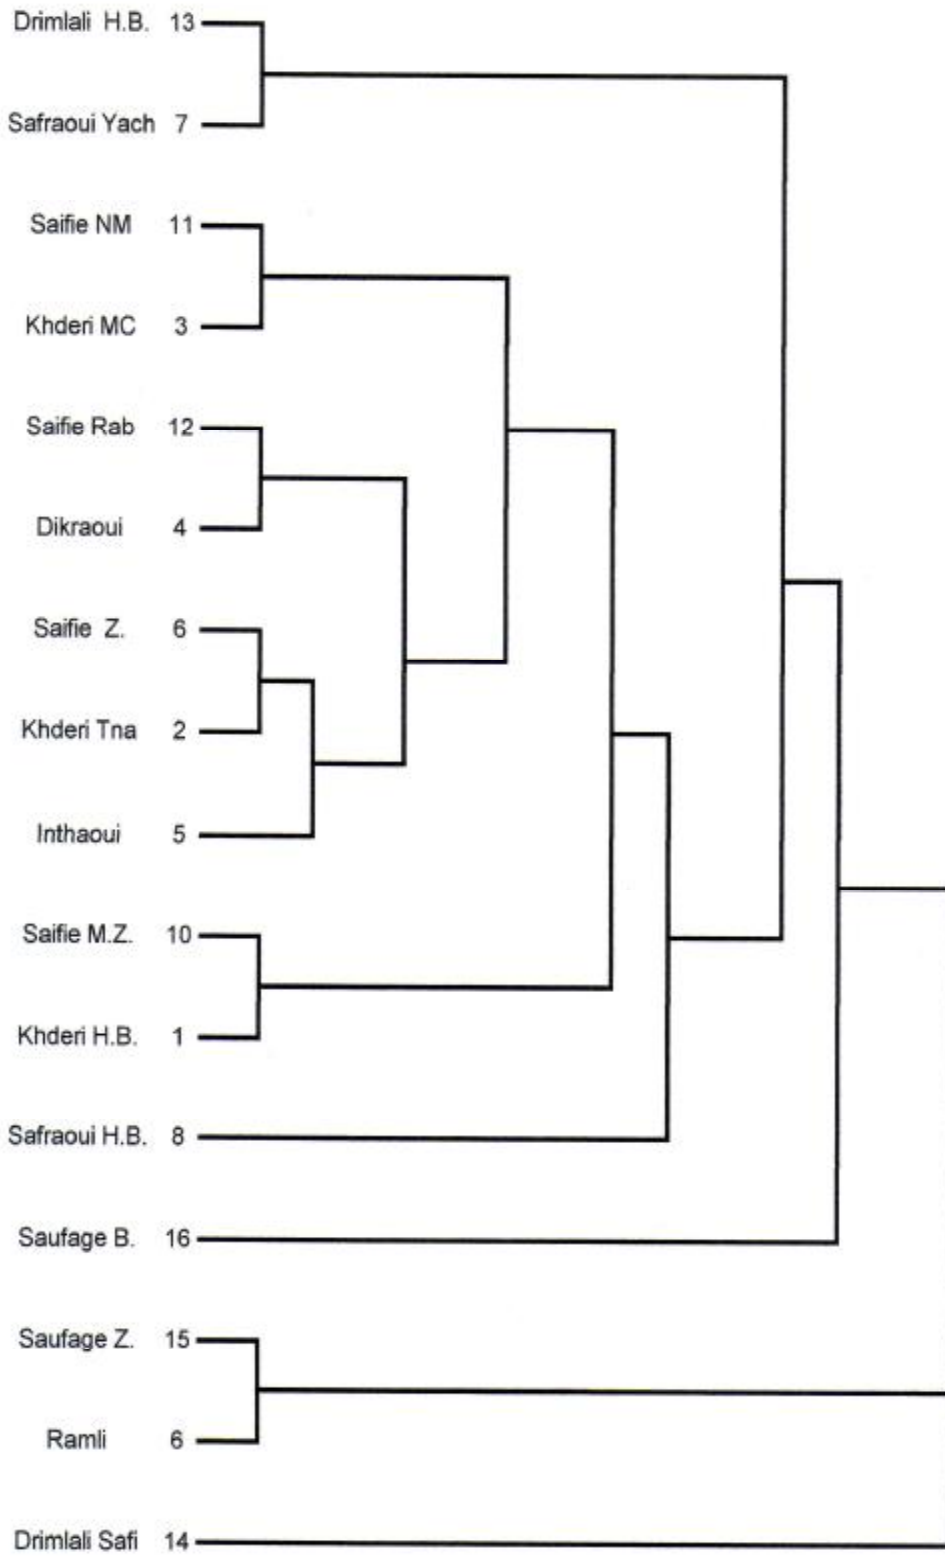 Drimlali H.B. 13
Safraoui Yach 7
Saifie NM 11
Khderi MC 3
Saifie Rab 12
Dikraoui 4
Saifie Z. 6
Khderi Tna 2
Inthaoui 5
Saifie M.Z. 10
Khderi H.B. 1
Safraoui H.B. 8
Saufage B. 16
Saufage Z. 15
Ramli 6
Drimlali Safi 14